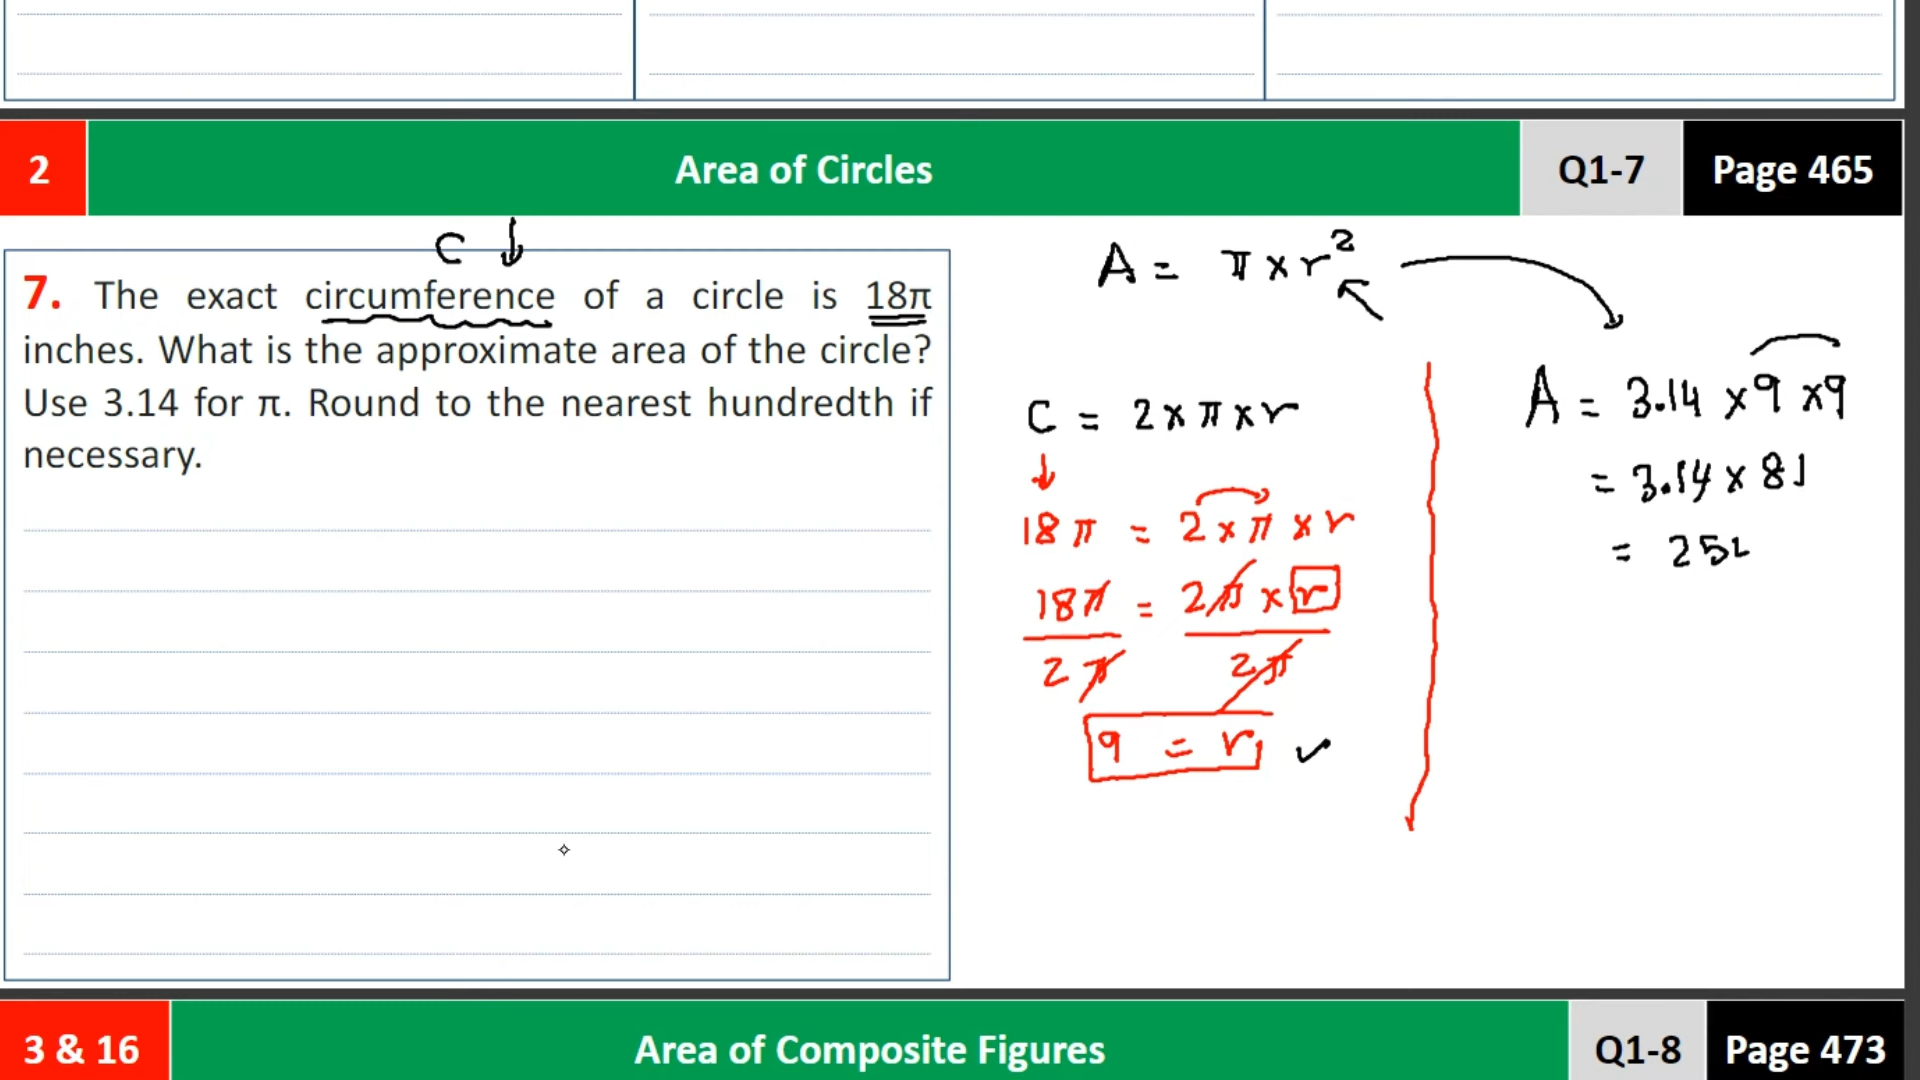 2 Area of Circles Q1-7 Page 465
C ↓
7. The exact circumference of a circle is 18π
inches. What is the approximate area of the circle?
Use 3.14 for π. Round to the nearest hundredth if
necessary.
A = π × r²
C = 2 × π × r
18π = 2 × π × r
18π = 2π × r
2π 2π
9 = r
A = 3.14 × 9 × 9
= 3.14 × 81
= 254
3 & 16 Area of Composite Figures Q1-8 Page 473